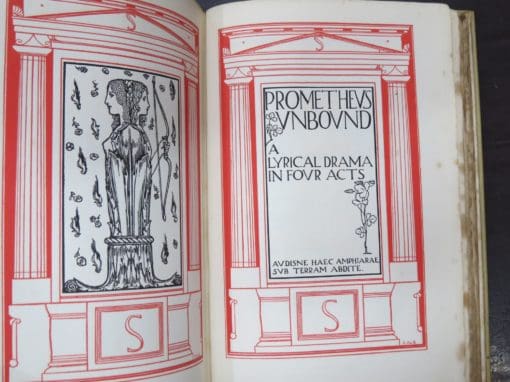 S
S
S
PROMETHEVS
VNBOVND
A
LYRICAL DRAMA
IN FOVR ACTS
AVDISNE HAEC AMPHIARAE,
SVB TERRAM ABDITE.
S